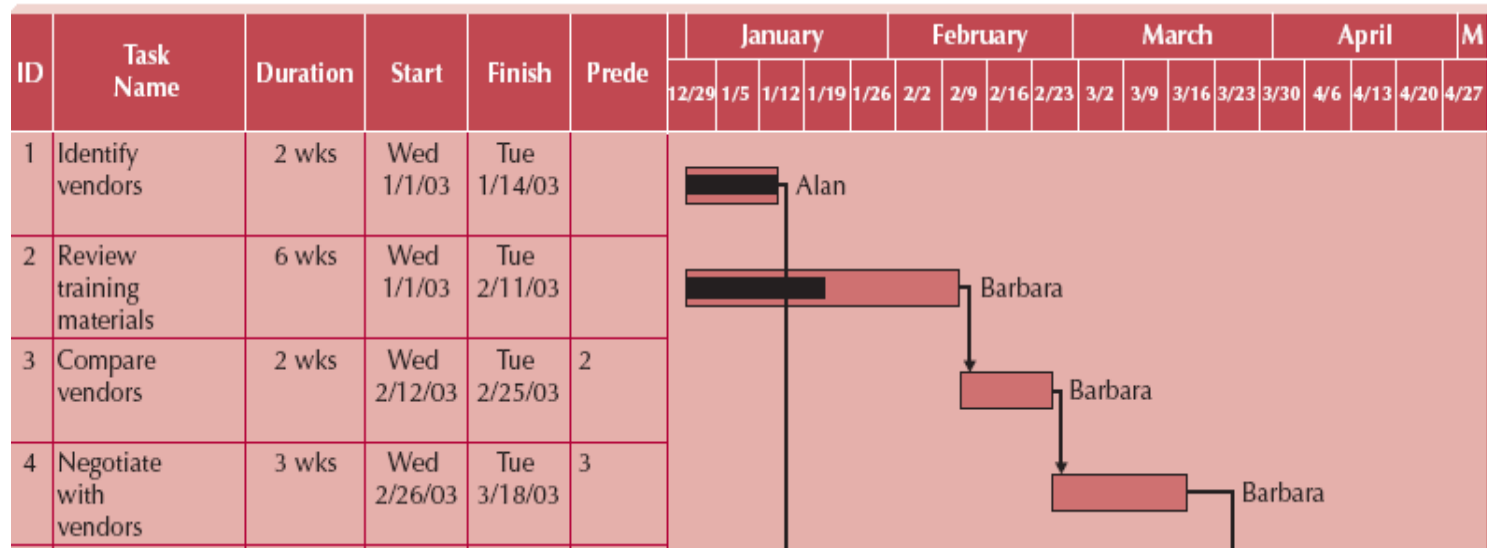 January February March April M
ID Task Name Duration Start Finish Prede
12/29 1/5 1/12 1/19 1/26 2/2 2/9 2/16 2/23 3/2 3/9 3/16 3/23 3/30 4/6 4/13 4/20 4/27
1 Identify 2 wks Wed Tue
vendors 1/1/03 1/14/03 Alan
2 Review 6 wks Wed Tue
training 1/1/03 2/11/03 Barbara
materials
3 Compare 2 wks Wed Tue 2
vendors 2/12/03 2/25/03 Barbara
4 Negotiate 3 wks Wed Tue 3
with 2/26/03 3/18/03 Barbara
vendors